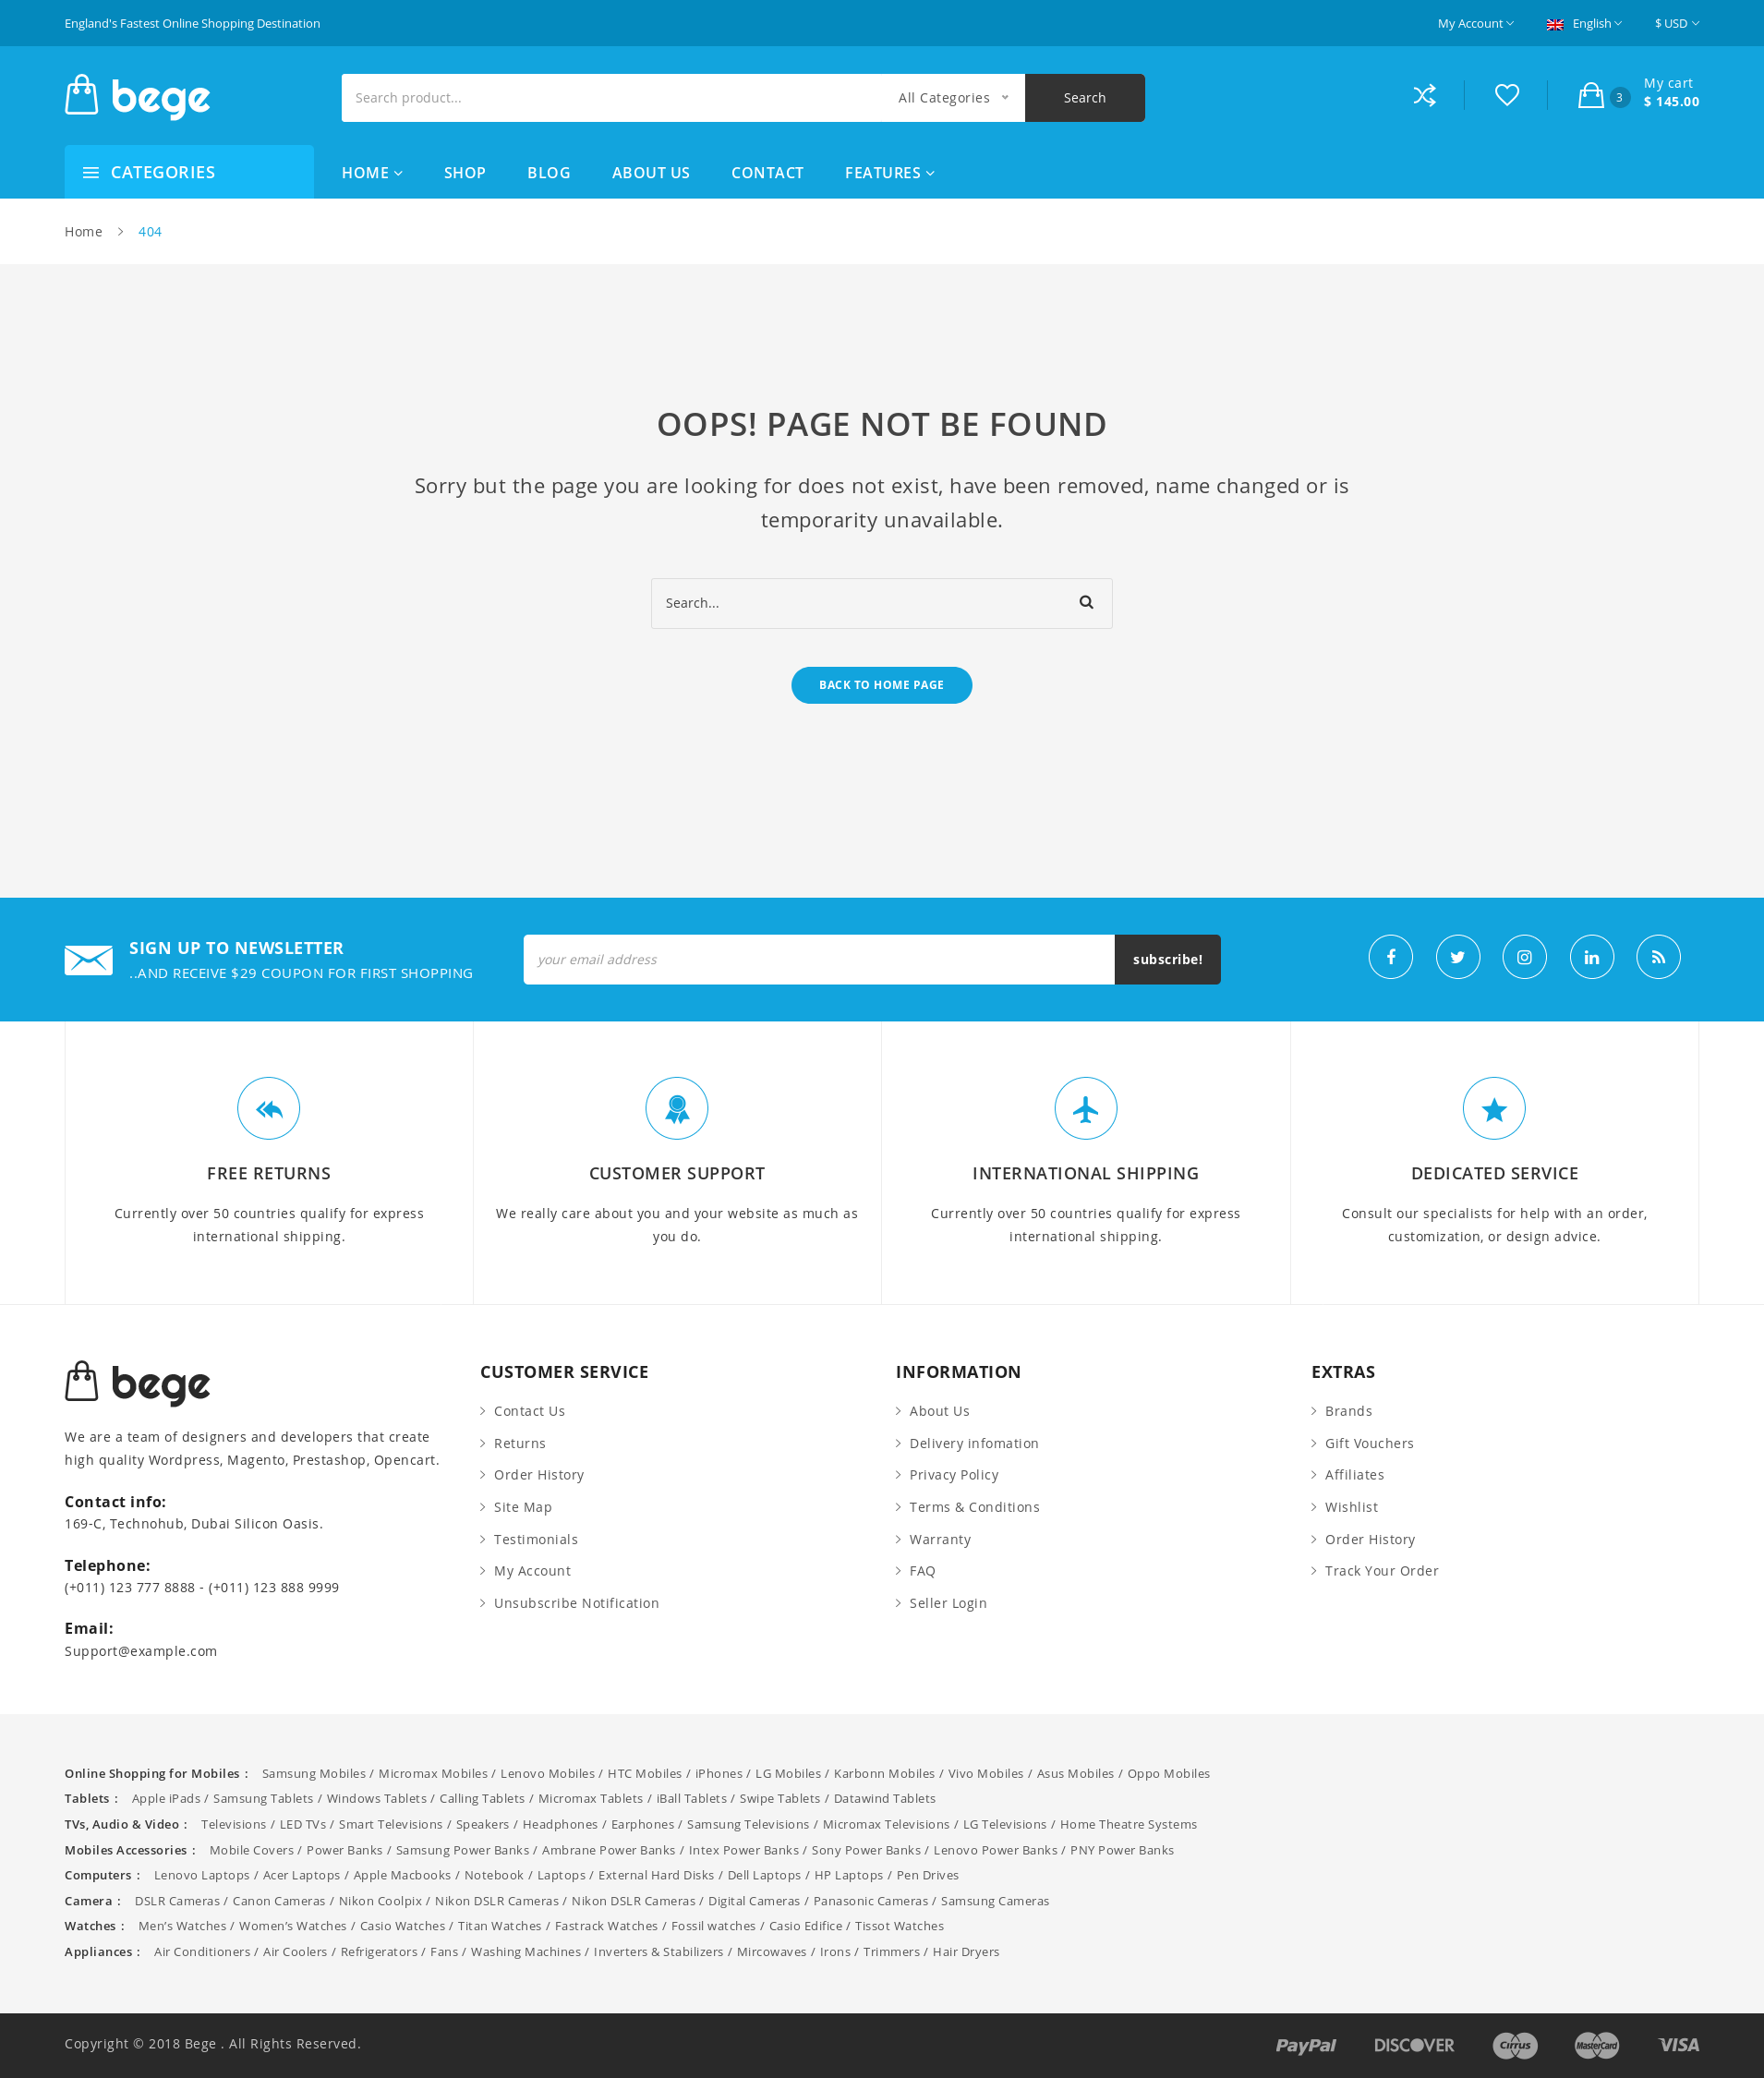 England's Fastest Online Shopping Destination
My Account English $ USD
bege
Search product... All Categories Search
3 My cart
$ 145.00
CATEGORIES HOME SHOP BLOG ABOUT US CONTACT FEATURES
Home 404
OOPS! PAGE NOT BE FOUND
Sorry but the page you are looking for does not exist, have been removed, name changed or is
temporarity unavailable.
Search...
BACK TO HOME PAGE
SIGN UP TO NEWSLETTER
..AND RECEIVE $29 COUPON FOR FIRST SHOPPING
your email address subscribe!
FREE RETURNS
Currently over 50 countries qualify for express
international shipping.
CUSTOMER SUPPORT
We really care about you and your website as much as
you do.
INTERNATIONAL SHIPPING
Currently over 50 countries qualify for express
international shipping.
DEDICATED SERVICE
Consult our specialists for help with an order,
customization, or design advice.
bege
We are a team of designers and developers that create
high quality Wordpress, Magento, Prestashop, Opencart.
Contact info:
169-C, Technohub, Dubai Silicon Oasis.
Telephone:
(+011) 123 777 8888 - (+011) 123 888 9999
Email:
Support@example.com
CUSTOMER SERVICE
Contact Us
Returns
Order History
Site Map
Testimonials
My Account
Unsubscribe Notification
INFORMATION
About Us
Delivery infomation
Privacy Policy
Terms & Conditions
Warranty
FAQ
Seller Login
EXTRAS
Brands
Gift Vouchers
Affiliates
Wishlist
Order History
Track Your Order
Online Shopping for Mobiles : Samsung Mobiles / Micromax Mobiles / Lenovo Mobiles / HTC Mobiles / iPhones / LG Mobiles / Karbonn Mobiles / Vivo Mobiles / Asus Mobiles / Oppo Mobiles
Tablets : Apple iPads / Samsung Tablets / Windows Tablets / Calling Tablets / Micromax Tablets / iBall Tablets / Swipe Tablets / Datawind Tablets
TVs, Audio & Video : Televisions / LED TVs / Smart Televisions / Speakers / Headphones / Earphones / Samsung Televisions / Micromax Televisions / LG Televisions / Home Theatre Systems
Mobiles Accessories : Mobile Covers / Power Banks / Samsung Power Banks / Ambrane Power Banks / Intex Power Banks / Sony Power Banks / Lenovo Power Banks / PNY Power Banks
Computers : Lenovo Laptops / Acer Laptops / Apple Macbooks / Notebook / Laptops / External Hard Disks / Dell Laptops / HP Laptops / Pen Drives
Camera : DSLR Cameras / Canon Cameras / Nikon Coolpix / Nikon DSLR Cameras / Nikon DSLR Cameras / Digital Cameras / Panasonic Cameras / Samsung Cameras
Watches : Men’s Watches / Women’s Watches / Casio Watches / Titan Watches / Fastrack Watches / Fossil watches / Casio Edifice / Tissot Watches
Appliances : Air Conditioners / Air Coolers / Refrigerators / Fans / Washing Machines / Inverters & Stabilizers / Mircowaves / Irons / Trimmers / Hair Dryers
Copyright © 2018 Bege . All Rights Reserved.
PayPal DISCOVER Cirrus MasterCard VISA